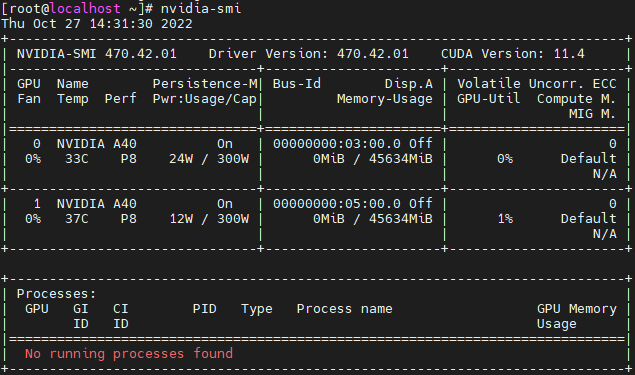 [root@localhost ~]# nvidia-smi
Thu Oct 27 14:31:30 2022
+-----------------------------------------------------------------------------+
| NVIDIA-SMI 470.42.01    Driver Version: 470.42.01    CUDA Version: 11.4     |
|-------------------------------+----------------------+----------------------+
| GPU  Name        Persistence-M| Bus-Id        Disp.A | Volatile Uncorr. ECC |
| Fan  Temp  Perf  Pwr:Usage/Cap|         Memory-Usage | GPU-Util  Compute M. |
|                               |                      |               MIG M. |
|===============================+======================+======================|
|   0  NVIDIA A40          On   | 00000000:03:00.0 Off |                    0 |
|  0%   33C    P8    24W / 300W |      0MiB / 45634MiB |      0%      Default |
|                               |                      |                  N/A |
+-------------------------------+----------------------+----------------------+
|   1  NVIDIA A40          On   | 00000000:05:00.0 Off |                    0 |
|  0%   37C    P8    12W / 300W |      0MiB / 45634MiB |      1%      Default |
|                               |                      |                  N/A |
+-------------------------------+----------------------+----------------------+

+-----------------------------------------------------------------------------+
| Processes:                                                                  |
|  GPU   GI   CI        PID   Type   Process name                  GPU Memory |
|        ID   ID                                                   Usage      |
|=============================================================================|
|  No running processes found                                                 |
+-----------------------------------------------------------------------------+